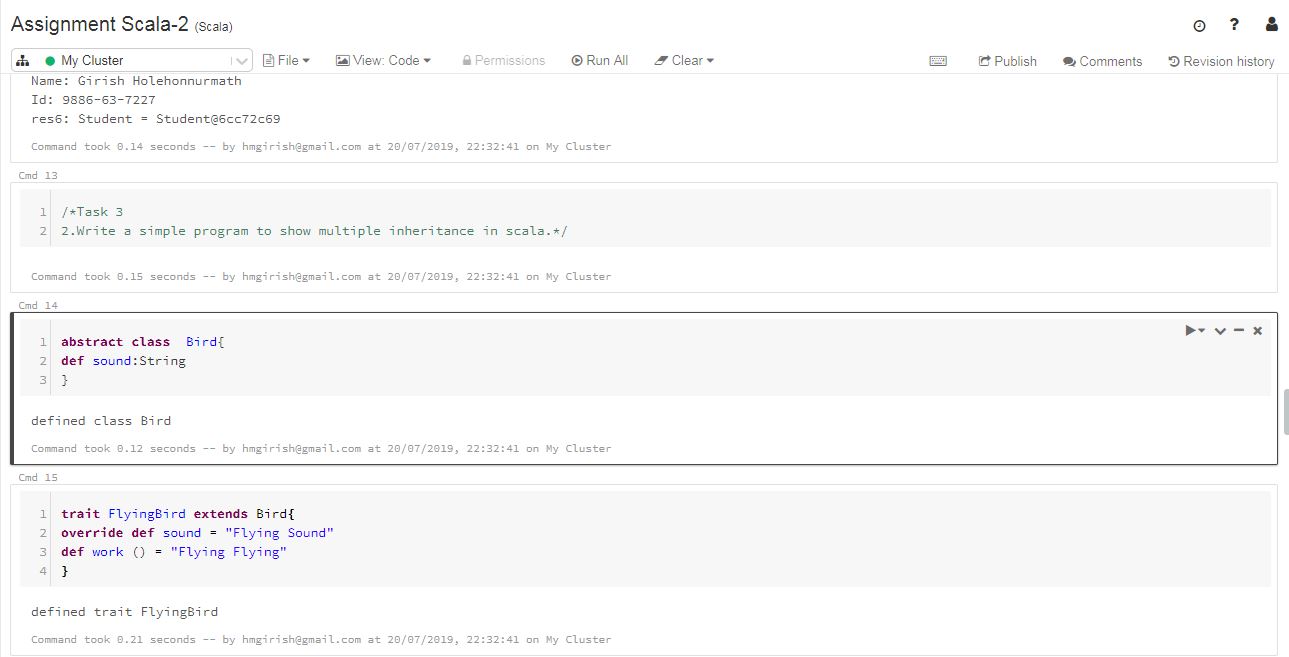 Assignment Scala-2 (Scala)
?
My Cluster File View: Code Permissions Run All Clear Publish Comments Revision history
Name: Girish Holehonnurmath
Id: 9886-63-7227
res6: Student = Student@6cc72c69
Command took 0.14 seconds -- by hmgirish@gmail.com at 20/07/2019, 22:32:41 on My Cluster
Cmd 13
1 /*Task 3
2 2.Write a simple program to show multiple inheritance in scala.*/
Command took 0.15 seconds -- by hmgirish@gmail.com at 20/07/2019, 22:32:41 on My Cluster
Cmd 14
1 abstract class  Bird{
2 def sound:String
3 }
defined class Bird
Command took 0.12 seconds -- by hmgirish@gmail.com at 20/07/2019, 22:32:41 on My Cluster
Cmd 15
1 trait FlyingBird extends Bird{
2 override def sound = "Flying Sound"
3 def work () = "Flying Flying"
4 }
defined trait FlyingBird
Command took 0.21 seconds -- by hmgirish@gmail.com at 20/07/2019, 22:32:41 on My Cluster